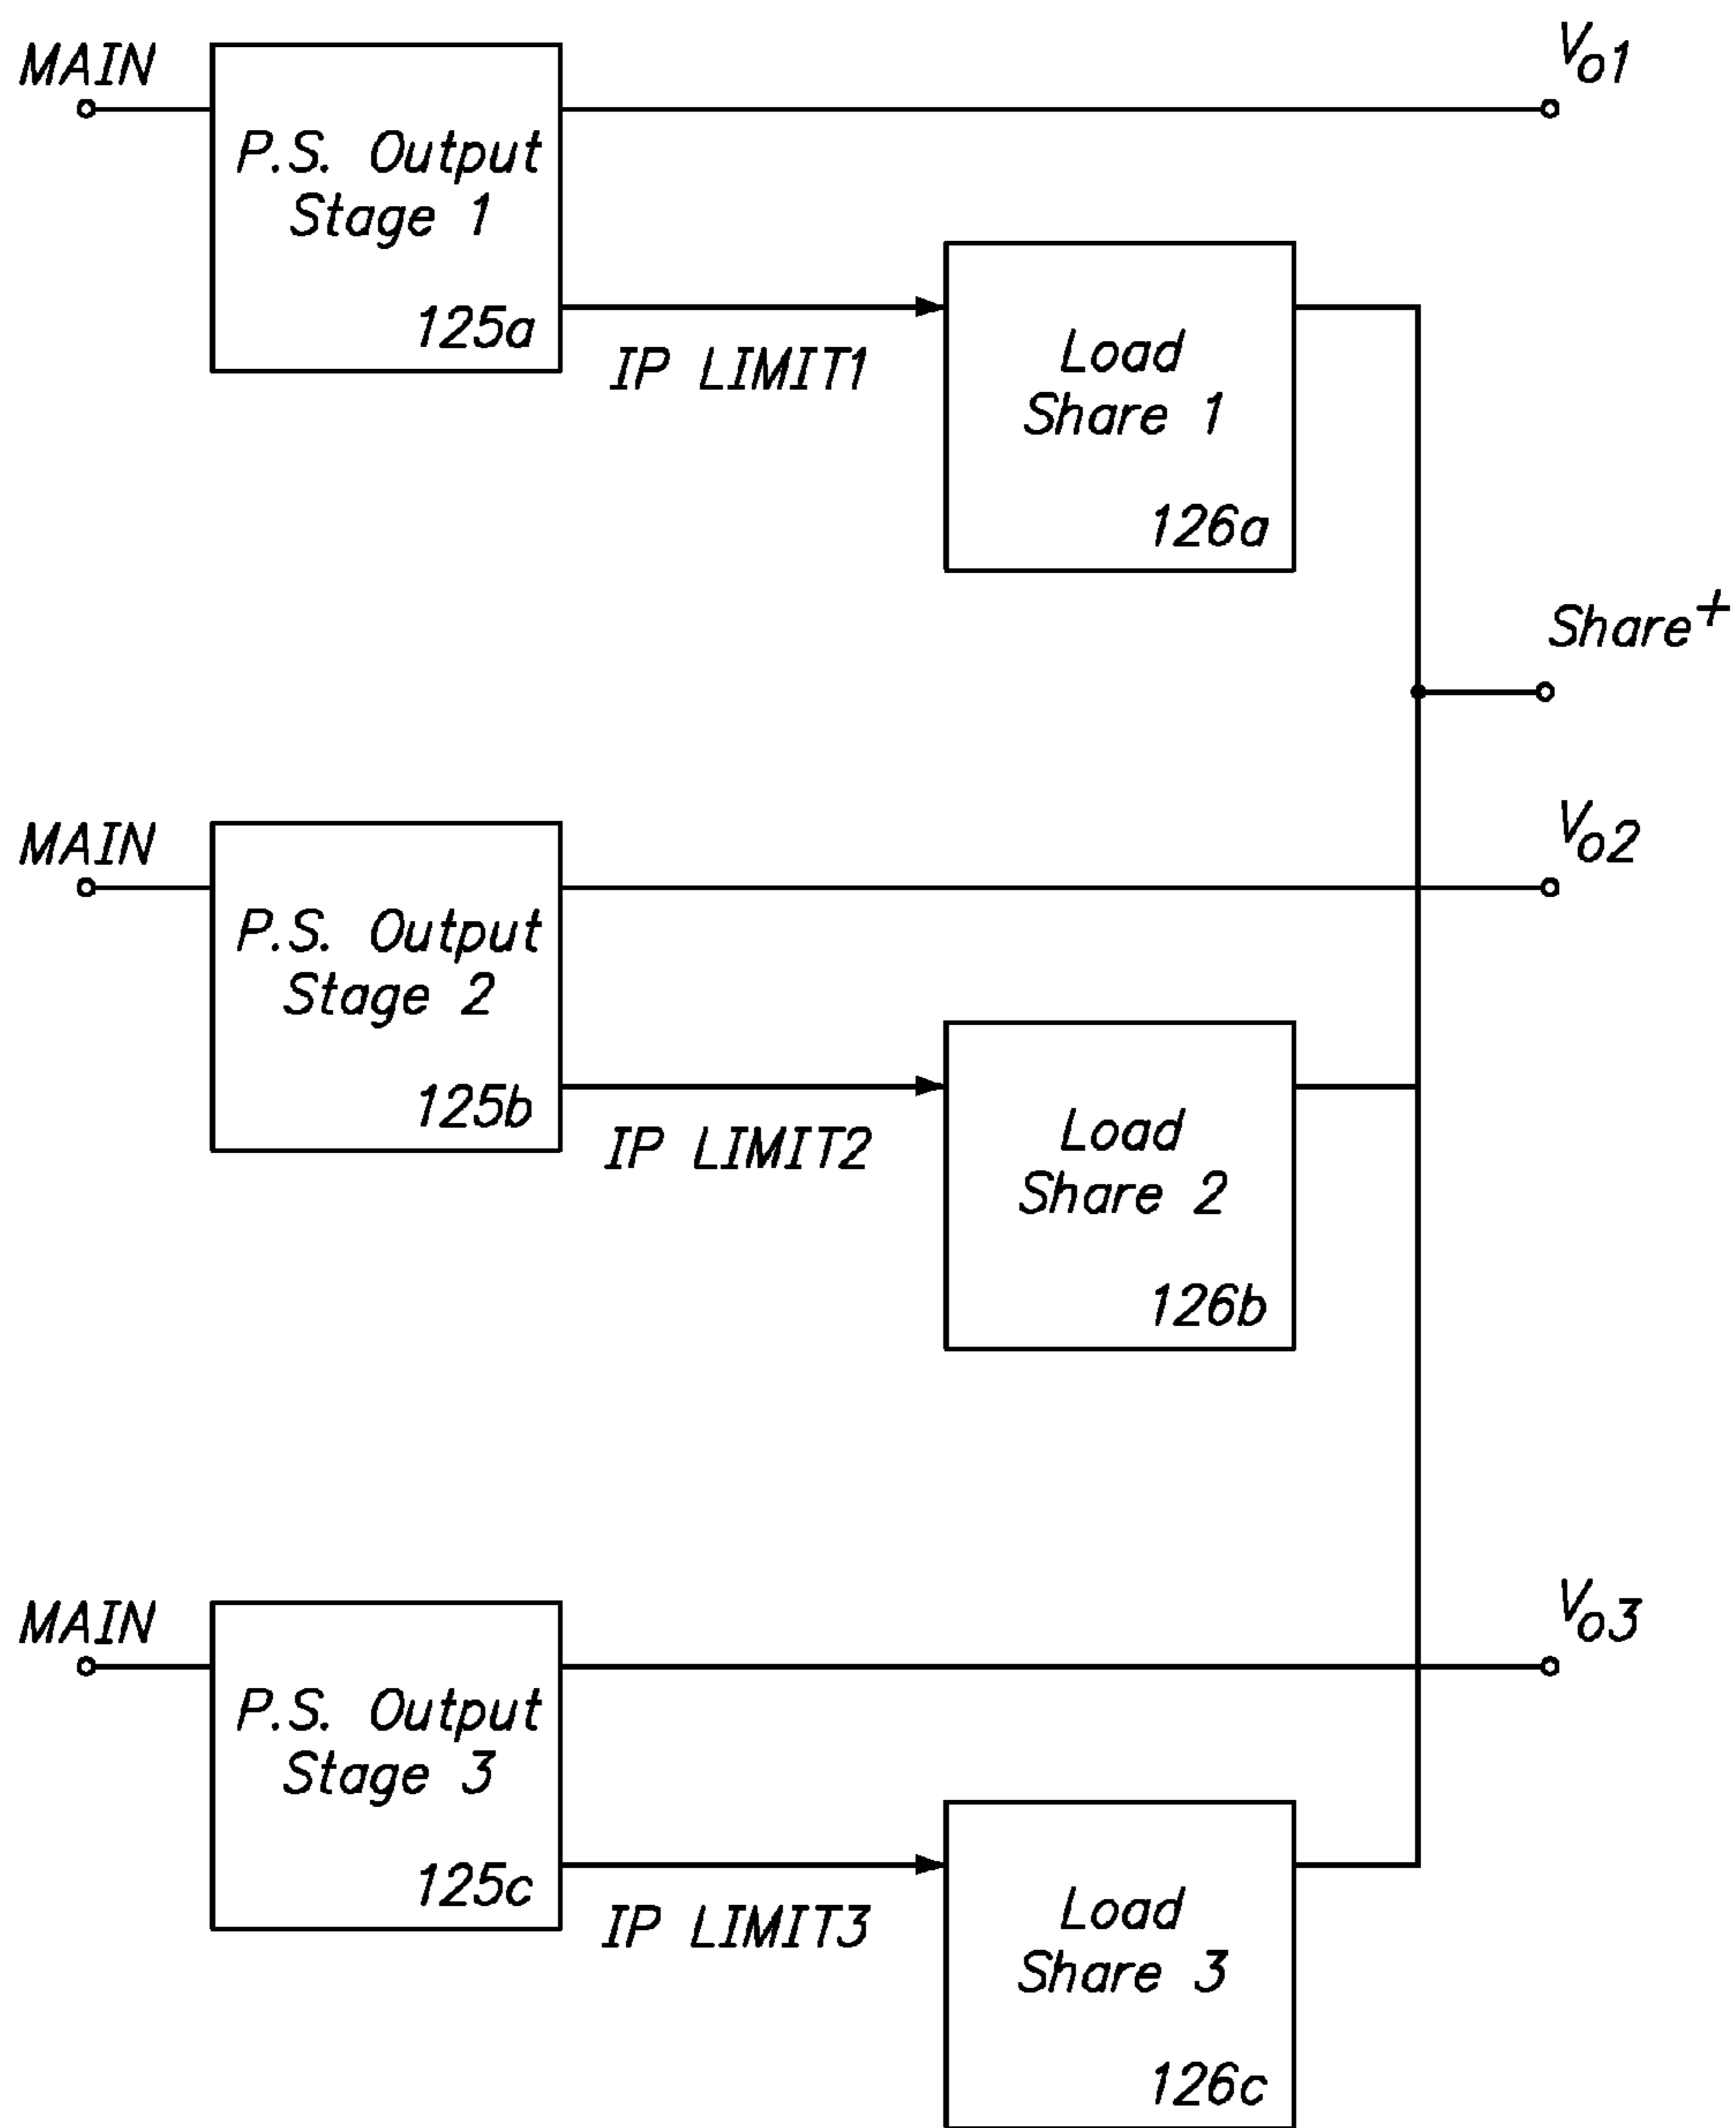 MAIN
P.S. Output
Stage 1
125a
Vo1
IP LIMIT1
Load
Share 1
126a
Share+
MAIN
P.S. Output
Stage 2
125b
Vo2
IP LIMIT2
Load
Share 2
126b
MAIN
P.S. Output
Stage 3
125c
Vo3
IP LIMIT3
Load
Share 3
126c